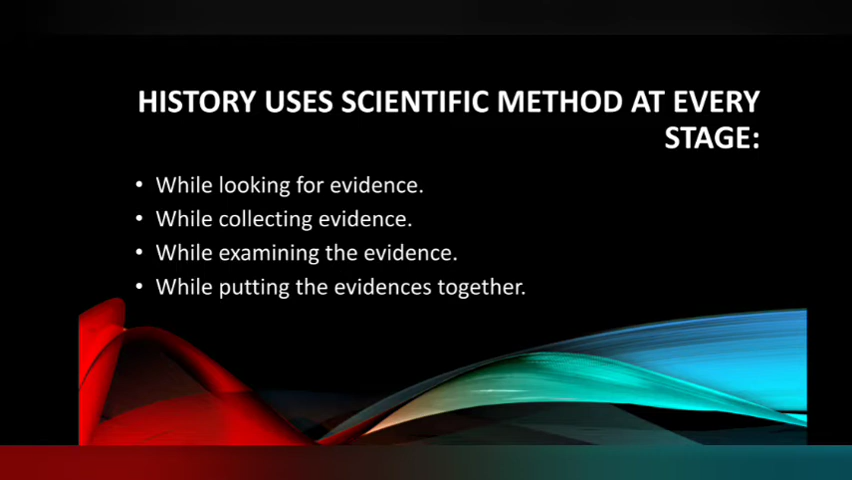 HISTORY USES SCIENTIFIC METHOD AT EVERY
STAGE:
• While looking for evidence.
• While collecting evidence.
• While examining the evidence.
• While putting the evidences together.